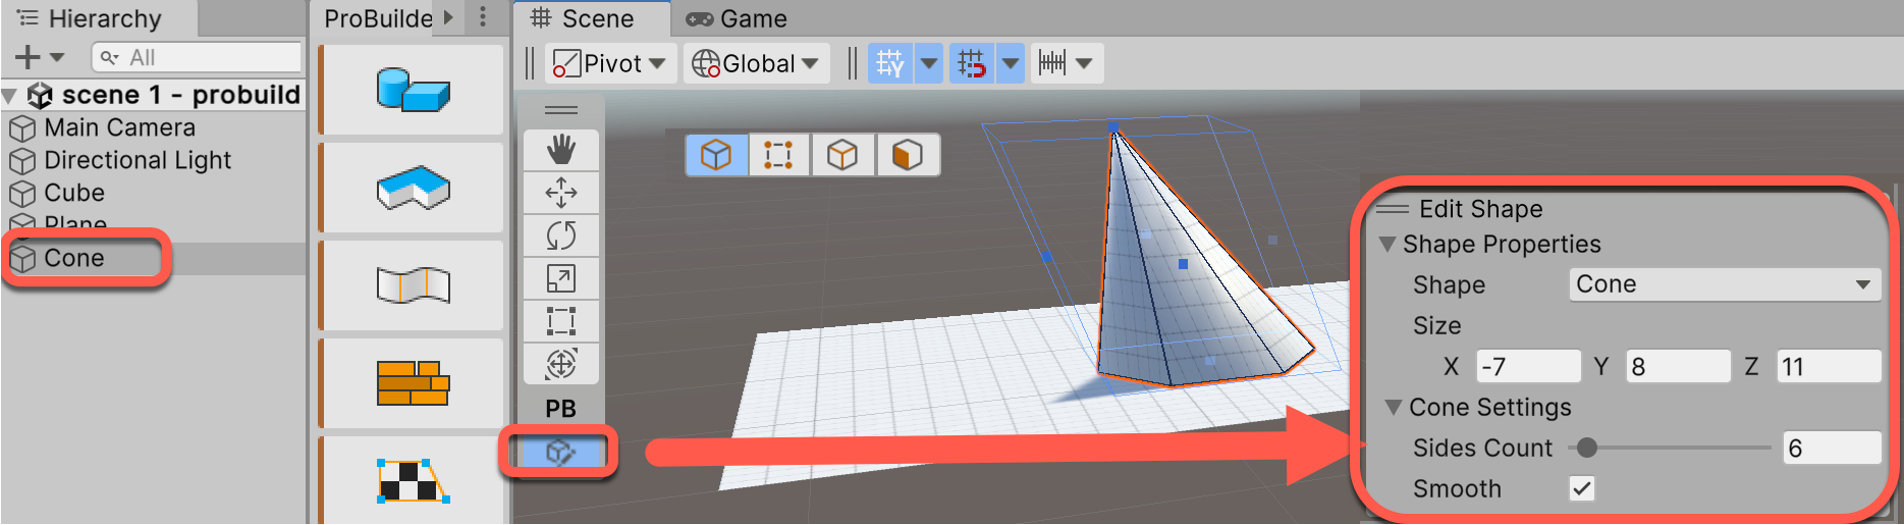 Hierarchy
All
scene 1 - probuild
Main Camera
Directional Light
Cube
Plane
Cone
ProBuilde
Scene
Game
Pivot
Global
PB
Edit Shape
Shape Properties
Shape Cone
Size
X -7 Y 8 Z 11
Cone Settings
Sides Count 6
Smooth